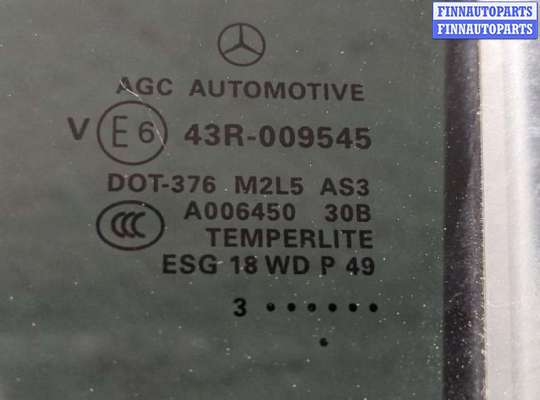 FINNAUTOPARTS
FINNAUTOPARTS
AGC AUTOMOTIVE
V E6 43R-009545
DOT-376 M2L5 AS3
CCC A006450 30B
TEMPERLITE
ESG 18 WD P 49
3 ••••••
•